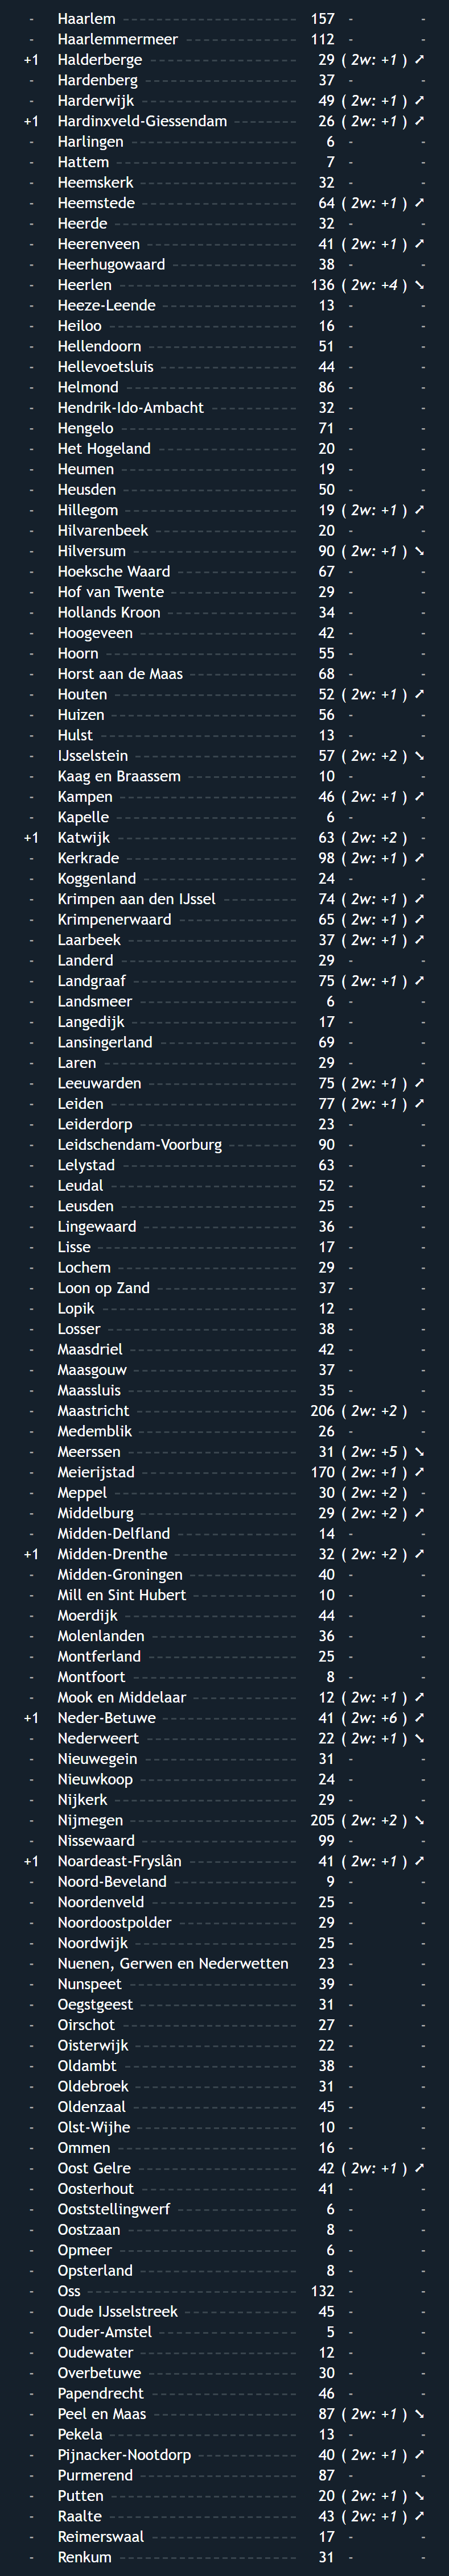 - Haarlem 157 - -
- Haarlemmermeer 112 - -
+1 Halderberge 29 ( 2w: +1 ) ➚
- Hardenberg 37 - -
- Harderwijk 49 ( 2w: +1 ) ➚
+1 Hardinxveld-Giessendam 26 ( 2w: +1 ) ➚
- Harlingen 6 - -
- Hattem 7 - -
- Heemskerk 32 - -
- Heemstede 64 ( 2w: +1 ) ➚
- Heerde 32 - -
- Heerenveen 41 ( 2w: +1 ) ➚
- Heerhugowaard 38 - -
- Heerlen 136 ( 2w: +4 ) ➘
- Heeze-Leende 13 - -
- Heiloo 16 - -
- Hellendoorn 51 - -
- Hellevoetsluis 44 - -
- Helmond 86 - -
- Hendrik-Ido-Ambacht 32 - -
- Hengelo 71 - -
- Het Hogeland 20 - -
- Heumen 19 - -
- Heusden 50 - -
- Hillegom 19 ( 2w: +1 ) ➚
- Hilvarenbeek 20 - -
- Hilversum 90 ( 2w: +1 ) ➘
- Hoeksche Waard 67 - -
- Hof van Twente 29 - -
- Hollands Kroon 34 - -
- Hoogeveen 42 - -
- Hoorn 55 - -
- Horst aan de Maas 68 - -
- Houten 52 ( 2w: +1 ) ➚
- Huizen 56 - -
- Hulst 13 - -
- IJsselstein 57 ( 2w: +2 ) ➘
- Kaag en Braassem 10 - -
- Kampen 46 ( 2w: +1 ) ➚
- Kapelle 6 - -
+1 Katwijk 63 ( 2w: +2 ) -
- Kerkrade 98 ( 2w: +1 ) ➚
- Koggenland 24 - -
- Krimpen aan den IJssel 74 ( 2w: +1 ) ➚
- Krimpenerwaard 65 ( 2w: +1 ) ➚
- Laarbeek 37 ( 2w: +1 ) ➚
- Landerd 29 - -
- Landgraaf 75 ( 2w: +1 ) ➚
- Landsmeer 6 - -
- Langedijk 17 - -
- Lansingerland 69 - -
- Laren 29 - -
- Leeuwarden 75 ( 2w: +1 ) ➚
- Leiden 77 ( 2w: +1 ) ➚
- Leiderdorp 23 - -
- Leidschendam-Voorburg 90 - -
- Lelystad 63 - -
- Leudal 52 - -
- Leusden 25 - -
- Lingewaard 36 - -
- Lisse 17 - -
- Lochem 29 - -
- Loon op Zand 37 - -
- Lopik 12 - -
- Losser 38 - -
- Maasdriel 42 - -
- Maasgouw 37 - -
- Maassluis 35 - -
- Maastricht 206 ( 2w: +2 ) -
- Medemblik 26 - -
- Meerssen 31 ( 2w: +5 ) ➘
- Meierijstad 170 ( 2w: +1 ) ➚
- Meppel 30 ( 2w: +2 ) -
- Middelburg 29 ( 2w: +2 ) ➚
- Midden-Delfland 14 - -
+1 Midden-Drenthe 32 ( 2w: +2 ) ➚
- Midden-Groningen 40 - -
- Mill en Sint Hubert 10 - -
- Moerdijk 44 - -
- Molenlanden 36 - -
- Montferland 25 - -
- Montfoort 8 - -
- Mook en Middelaar 12 ( 2w: +1 ) ➚
+1 Neder-Betuwe 41 ( 2w: +6 ) ➚
- Nederweert 22 ( 2w: +1 ) ➘
- Nieuwegein 31 - -
- Nieuwkoop 24 - -
- Nijkerk 29 - -
- Nijmegen 205 ( 2w: +2 ) ➘
- Nissewaard 99 - -
+1 Noardeast-Fryslân 41 ( 2w: +1 ) ➚
- Noord-Beveland 9 - -
- Noordenveld 25 - -
- Noordoostpolder 29 - -
- Noordwijk 25 - -
- Nuenen, Gerwen en Nederwetten 23 - -
- Nunspeet 39 - -
- Oegstgeest 31 - -
- Oirschot 27 - -
- Oisterwijk 22 - -
- Oldambt 38 - -
- Oldebroek 31 - -
- Oldenzaal 45 - -
- Olst-Wijhe 10 - -
- Ommen 16 - -
- Oost Gelre 42 ( 2w: +1 ) ➚
- Oosterhout 41 - -
- Ooststellingwerf 6 - -
- Oostzaan 8 - -
- Opmeer 6 - -
- Opsterland 8 - -
- Oss 132 - -
- Oude IJsselstreek 45 - -
- Ouder-Amstel 5 - -
- Oudewater 12 - -
- Overbetuwe 30 - -
- Papendrecht 46 - -
- Peel en Maas 87 ( 2w: +1 ) ➘
- Pekela 13 - -
- Pijnacker-Nootdorp 40 ( 2w: +1 ) ➚
- Purmerend 87 - -
- Putten 20 ( 2w: +1 ) ➘
- Raalte 43 ( 2w: +1 ) ➚
- Reimerswaal 17 - -
- Renkum 31 - -